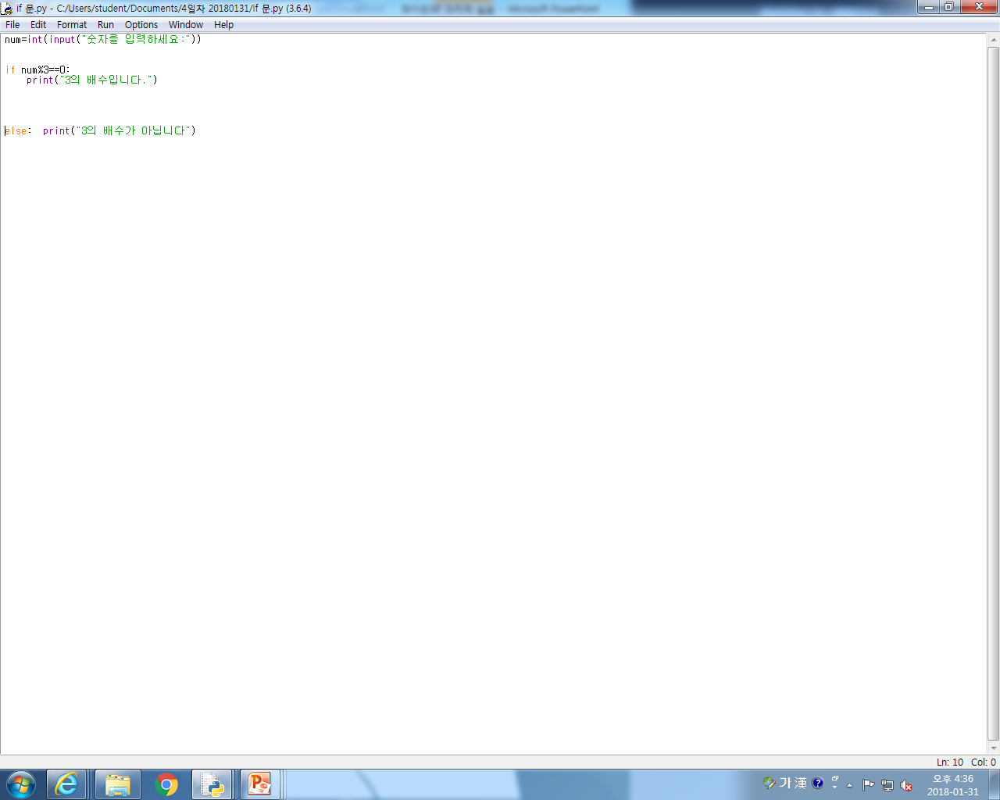 if 문.py - C:/Users/student/Documents/4일차 20180131/if 문.py (3.6.4)
Microsoft PowerPoint
File Edit Format Run Options Window Help
num=int(input("숫자를 입력하세요:"))
if num%3==0:
print("3의 배수입니다.")
else: print("3의 배수가 아닙니다")
Ln: 10 Col: 0
가 漢
오후 4:36
2018-01-31